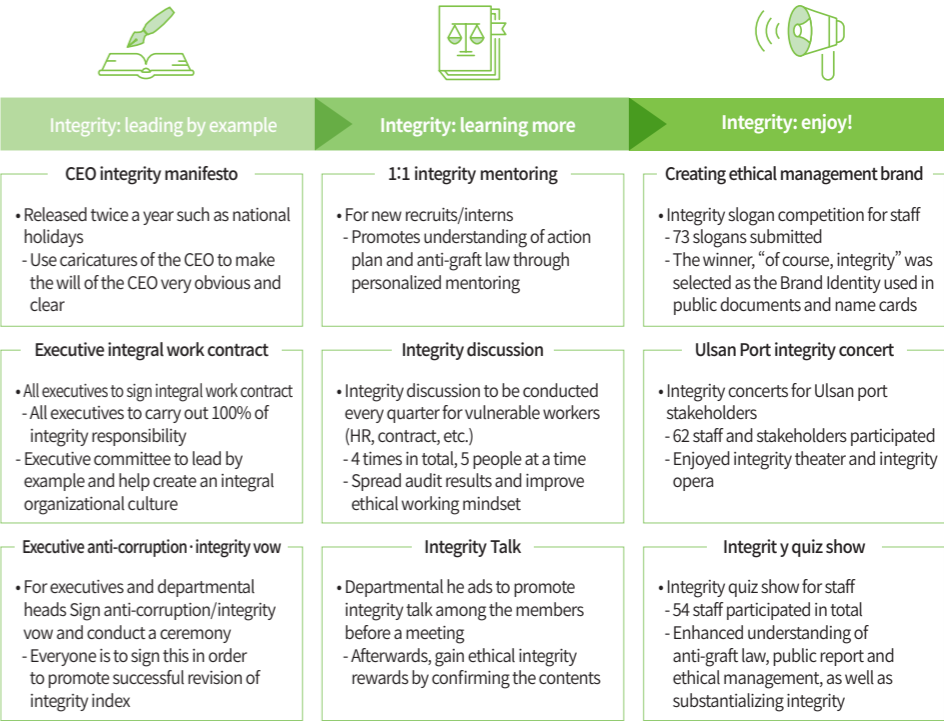 Integrity: leading by example
Integrity: learning more
Integrity: enjoy!
CEO integrity manifesto
• Released twice a year such as national
holidays
- Use caricatures of the CEO to make
the will of the CEO very obvious and
clear
1:1 integrity mentoring
• For new recruits/interns
- Promotes understanding of action
plan and anti-graft law through
personalized mentoring
Creating ethical management brand
• Integrity slogan competition for staff
- 73 slogans submitted
- The winner, “of course, integrity” was
selected as the Brand Identity used in
public documents and name cards
Executive integral work contract
• All executives to sign integral work contract
- All executives to carry out 100% of
integrity responsibility
• Executive committee to lead by
example and help create an integral
organizational culture
Integrity discussion
• Integrity discussion to be conducted
every quarter for vulnerable workers
(HR, contract, etc.)
- 4 times in total, 5 people at a time
- Spread audit results and improve
ethical working mindset
Ulsan Port integrity concert
• Integrity concerts for Ulsan port
stakeholders
- 62 staff and stakeholders participated
- Enjoyed integrity theater and integrity
opera
Executive anti-corruption · integrity vow
• For executives and departmental
heads Sign anti-corruption/integrity
vow and conduct a ceremony
- Everyone is to sign this in order
to promote successful revision of
integrity index
Integrity Talk
• Departmental he ads to promote
integrity talk among the members
before a meeting
- Afterwards, gain ethical integrity
rewards by confirming the contents
Integrit y quiz show
• Integrity quiz show for staff
- 54 staff participated in total
- Enhanced understanding of
anti-graft law, public report and
ethical management, as well as
substantializing integrity